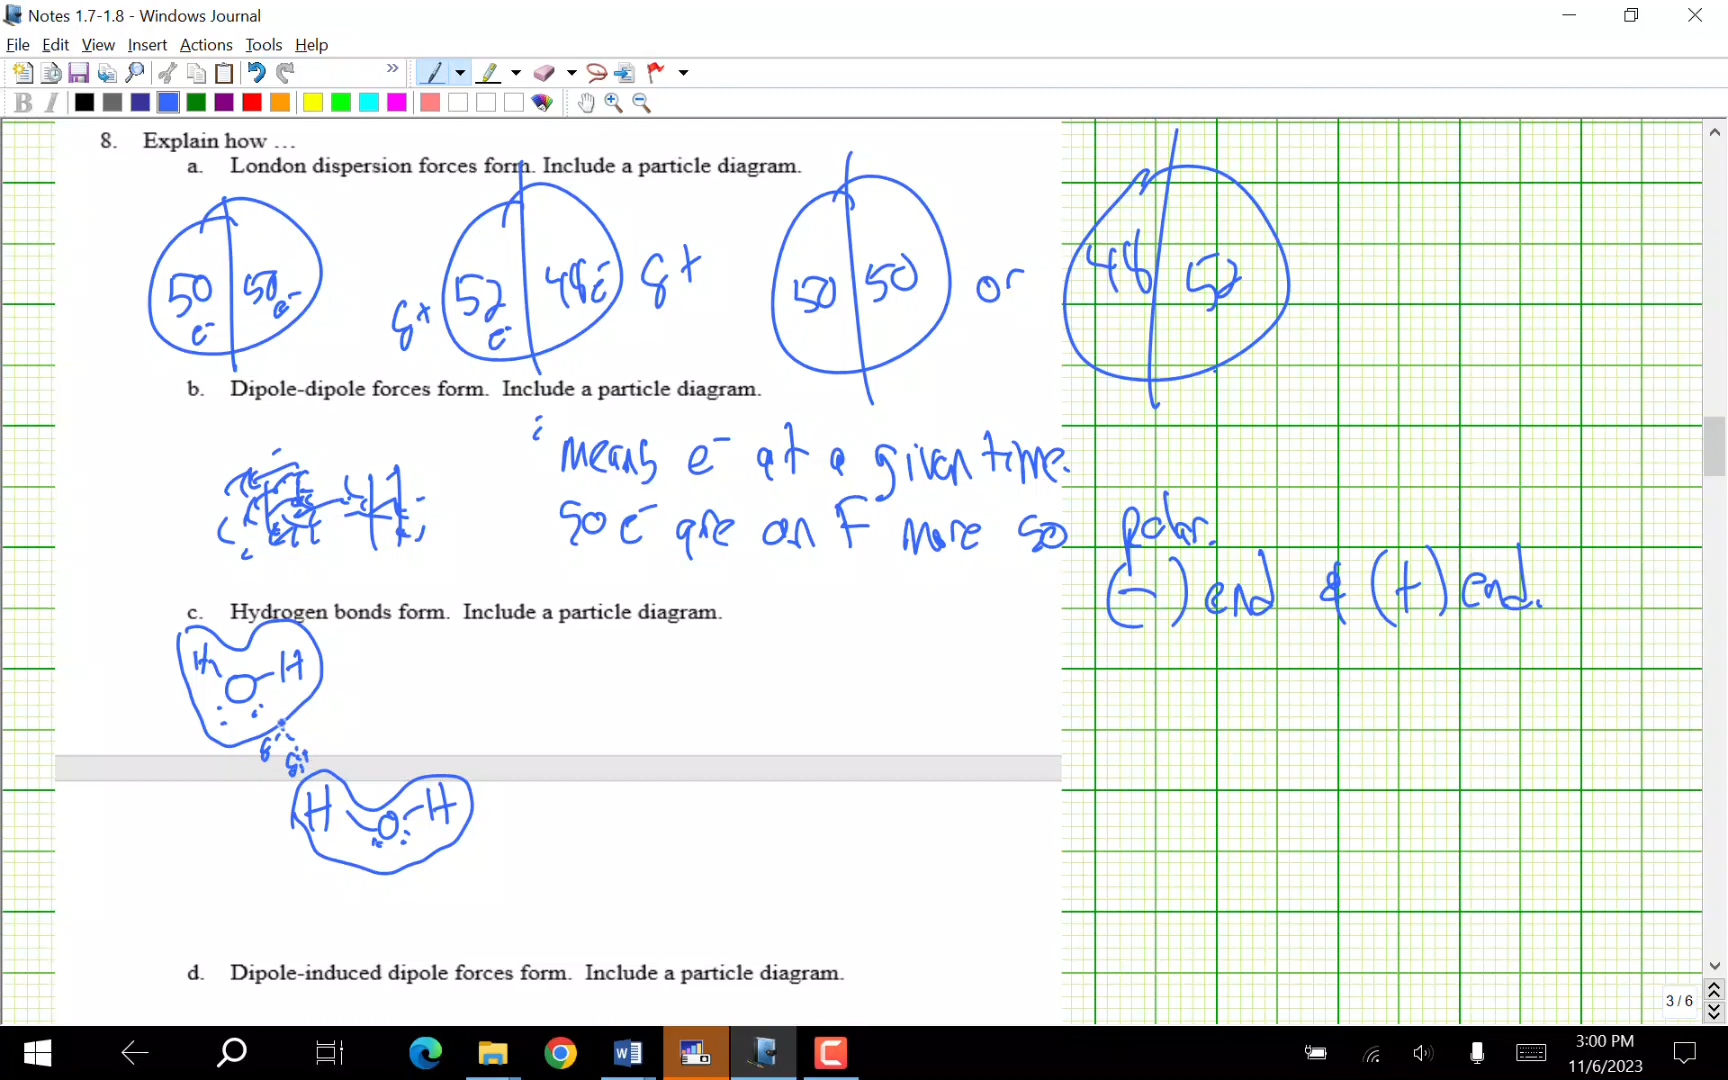 Notes 1.7-1.8 - Windows Journal
File Edit View Insert Actions Tools Help
B I
8. Explain how ...
a. London dispersion forces form. Include a particle diagram.
50 e⁻ 50 e⁻
δ+ 52 e⁻ 48e⁻ δ+
50 50 or 48 52
b. Dipole-dipole forces form. Include a particle diagram.
means e⁻ at a given time.
so e⁻ are on F more so polar.
(-) end & (+) end.
c. Hydrogen bonds form. Include a particle diagram.
H O H
δ-
δ+
H O H
d. Dipole-induced dipole forces form. Include a particle diagram.
3 / 6
3:00 PM
11/6/2023